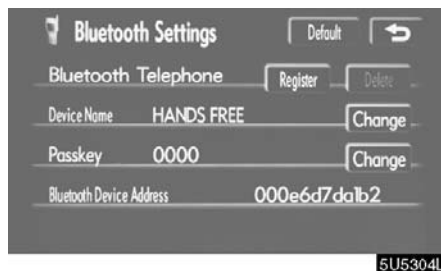 Bluetooth Settings Default
Bluetooth Telephone Register Delete
Device Name HANDS FREE Change
Passkey 0000 Change
Bluetooth Device Address 000e6d7da1b2
5U5304L